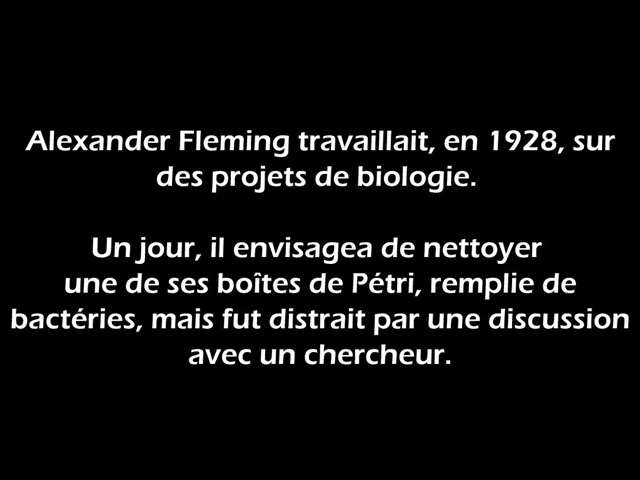 Alexander Fleming travaillait, en 1928, sur
des projets de biologie.
Un jour, il envisagea de nettoyer
une de ses boîtes de Pétri, remplie de
bactéries, mais fut distrait par une discussion
avec un chercheur.